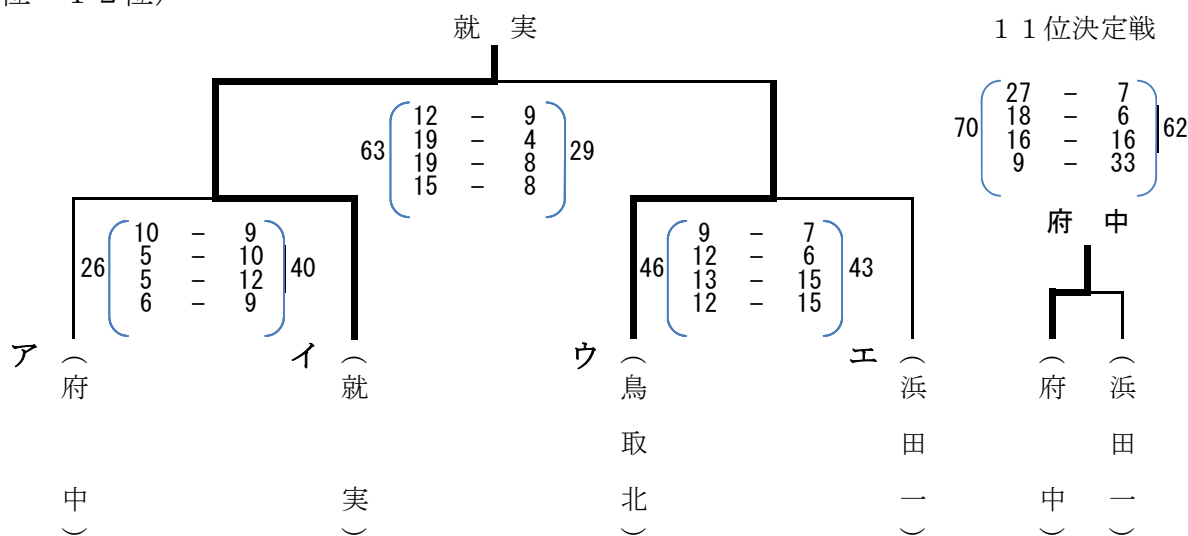 位～１２位）
就 実
１１位決定戦
63
12 － 9
19 － 4
19 － 8
15 － 8
29
70
27 － 7
18 － 6
16 － 16
9 － 33
62
府 中
26
10 － 9
5 － 10
5 － 12
6 － 9
40
46
9 － 7
12 － 6
13 － 15
12 － 15
43
ア （府 中）
イ （就 実）
ウ （鳥取北）
エ （浜田一）
（府 中）
（浜田一）